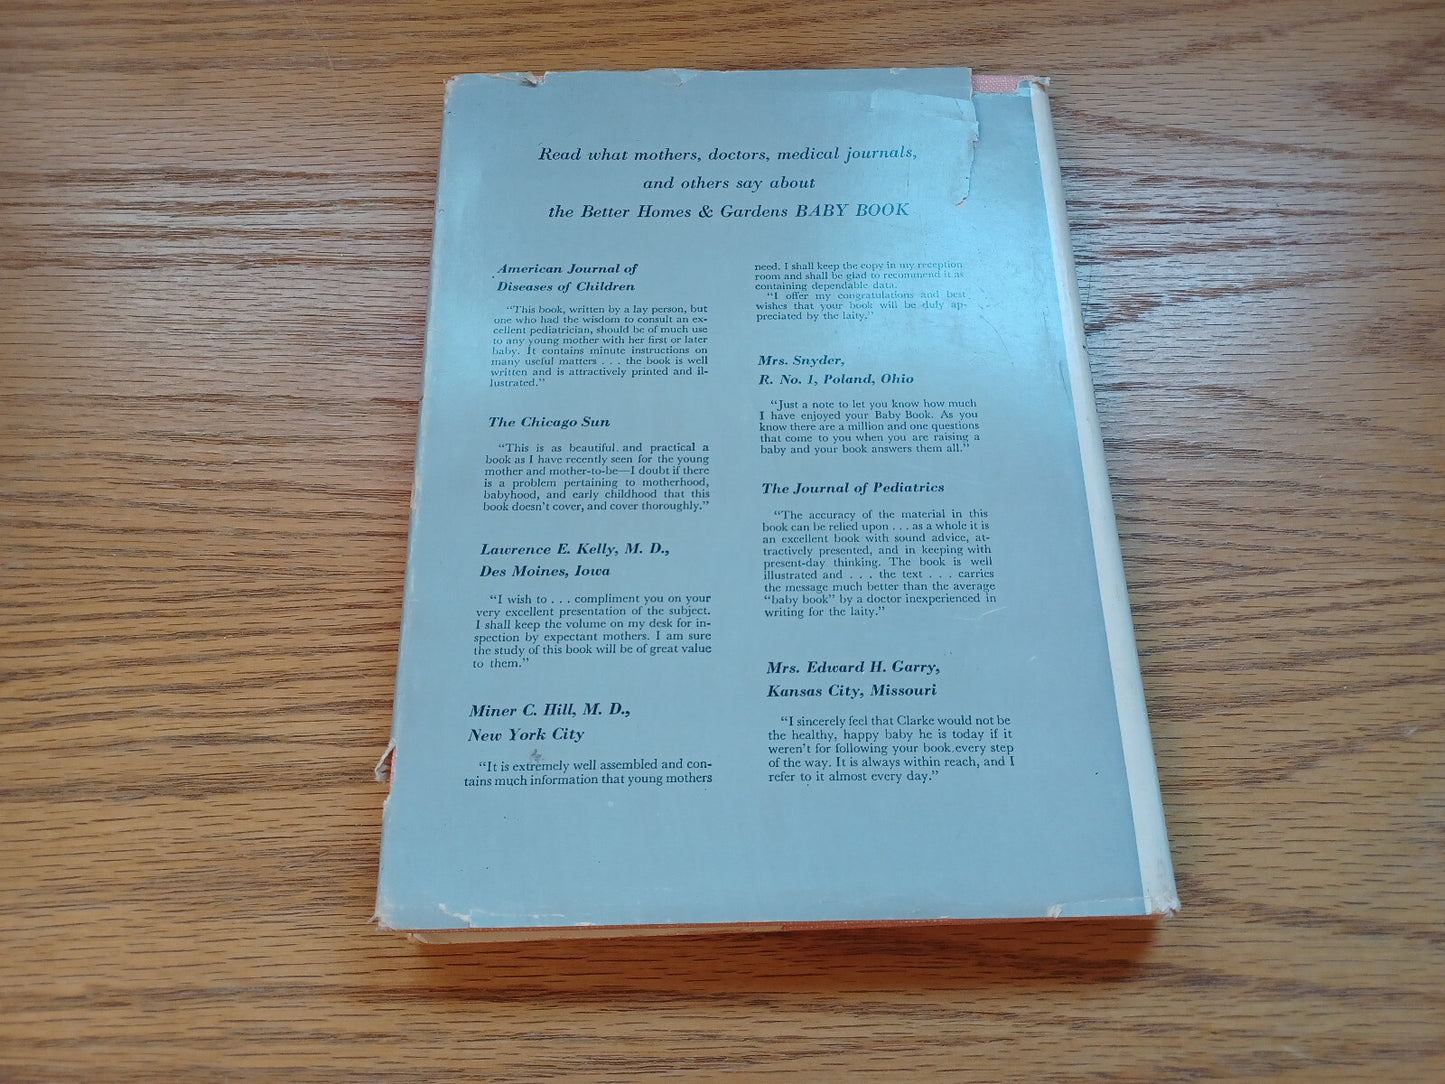 Read what mothers, doctors, medical journals,
and others say about
the Better Homes & Gardens BABY BOOK
American Journal of
Diseases of Children
“This book, written by a lay person, but
one who had the wisdom to consult an ex-
cellent pediatrician, should be of much use
to any young mother with her first or later
baby. It contains minute instructions on
many useful matters . . . the book is well
written and is attractively printed and il-
lustrated.”
The Chicago Sun
“This is as beautiful and practical a
book as I have recently seen for the young
mother and mother-to-be—I doubt if there
is a problem pertaining to motherhood,
babyhood, and early childhood that this
book doesn’t cover, and cover thoroughly.”
Lawrence E. Kelly, M. D.,
Des Moines, Iowa
“I wish to . . . compliment you on your
very excellent presentation of the subject.
I shall keep the volume on my desk for in-
spection by expectant mothers. I am sure
the study of this book will be of great value
to them.”
Miner C. Hill, M. D.,
New York City
“It is extremely well assembled and con-
tains much information that young mothers
need. I shall keep the copy in my reception
room and shall be glad to recommend it as
containing dependable data.
“I offer my congratulations and best
wishes that your book will be duly ap-
preciated by the laity.”
Mrs. Snyder,
R. No. 1, Poland, Ohio
“Just a note to let you know how much
I have enjoyed your Baby Book. As you
know there are a million and one questions
that come to you when you are raising a
baby and your book answers them all.”
The Journal of Pediatrics
“The accuracy of the material in this
book can be relied upon . . . as a whole it is
an excellent book with sound advice, at-
tractively presented, and in keeping with
present-day thinking. The book is well
illustrated and . . . the text . . . carries
the message much better than the average
“baby book” by a doctor inexperienced in
writing for the laity.”
Mrs. Edward H. Garry,
Kansas City, Missouri
“I sincerely feel that Clarke would not be
the healthy, happy baby he is today if it
weren’t for following your book every step
of the way. It is always within reach, and I
refer to it almost every day.”